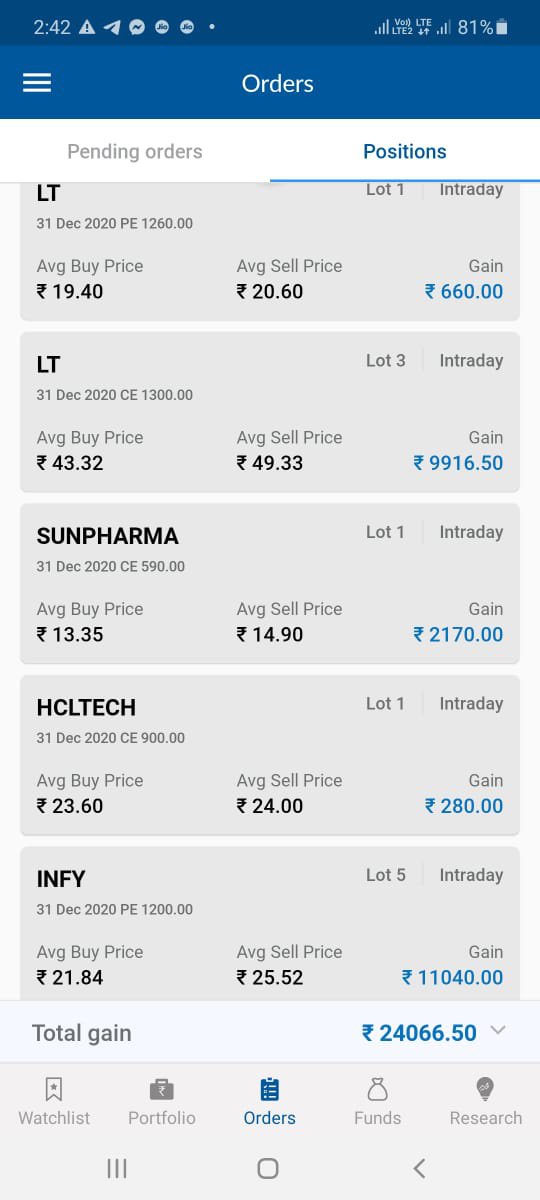 2:42 Jio Jio Vo)) LTE LTE2 81%
Orders
Pending orders Positions
LT Lot 1 Intraday
31 Dec 2020 PE 1260.00
Avg Buy Price Avg Sell Price Gain
₹ 19.40 ₹ 20.60 ₹ 660.00
LT Lot 3 Intraday
31 Dec 2020 CE 1300.00
Avg Buy Price Avg Sell Price Gain
₹ 43.32 ₹ 49.33 ₹ 9916.50
SUNPHARMA Lot 1 Intraday
31 Dec 2020 CE 590.00
Avg Buy Price Avg Sell Price Gain
₹ 13.35 ₹ 14.90 ₹ 2170.00
HCLTECH Lot 1 Intraday
31 Dec 2020 CE 900.00
Avg Buy Price Avg Sell Price Gain
₹ 23.60 ₹ 24.00 ₹ 280.00
INFY Lot 5 Intraday
31 Dec 2020 PE 1200.00
Avg Buy Price Avg Sell Price Gain
₹ 21.84 ₹ 25.52 ₹ 11040.00
Total gain ₹ 24066.50
Watchlist Portfolio Orders Funds Research